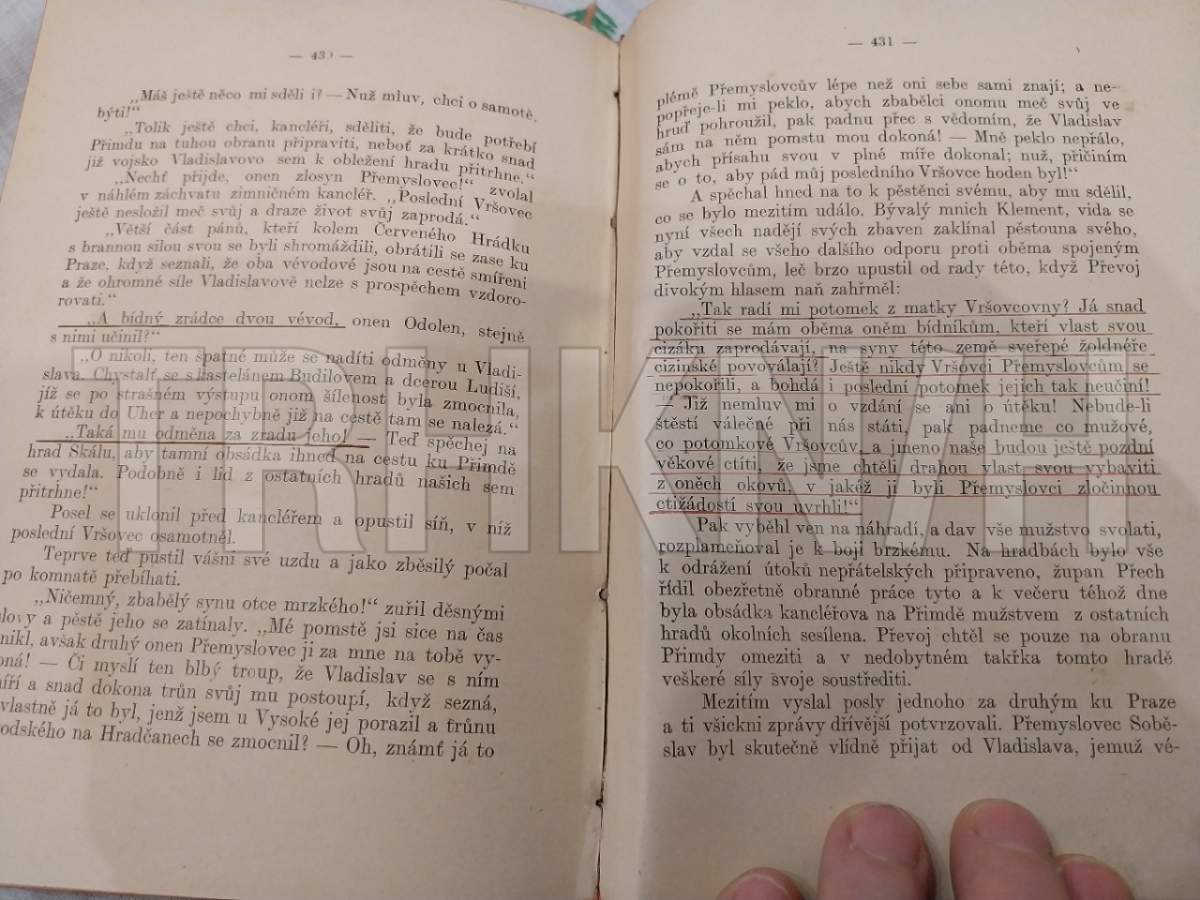 — 430 —
„Máš ještě něco mi sděli i? — Nuž mluv, chci o samotě
býti!“
„Tolik ještě chci, kancléři, sděliti, že bude potřebí
Přimdu na tuhou obranu připraviti, neboť za krátko snad
již vojsko Vladislavovo sem k obležení hradu přitrhne.“
„Nechť přijde, onen zlosyn Přemyslovec!“ zvolal
v náhlém záchvatu zimničném kancléř. „Poslední Vršovec
ještě nesložil meč svůj a draze život svůj zaprodá.“
„Větší část pánů, kteří kolem Červeného Hrádku
s brannou silou svou se byli shromáždili, obrátili se zase ku
Praze, když seznali, že oba vévodové jsou na cestě smíření
a že ohromné síle Vladislavově nelze s prospěchem vzdoro-
rovati.“
„A bídný zrádce dvou vévod, onen Odolen, stejně
s nimi učinil?“
„O nikoli, ten špatné může se nadíti odměny u Vladi-
slava. Chystalť se s kastelánem Budilovem a dcerou Ludiší,
jíž se po strašném výstupu onom šílenost byla zmocnila,
k útěku do Uher a nepochybně již na cestě tam se nalezá.“
„Taká mu odměna za zradu jeho! — Teď spěchej na
hrad Skálu, aby tamní obsádka ihned na cestu ku Přimdě
se vydala. Podobně i lid z ostatních hradů našich sem
přitrhne!“
Posel se uklonil před kancléřem a opustil síň, v níž
poslední Vršovec osamotněl.
Teprve teď pustil vášni své uzdu a jako zběsilý počal
po komnatě přebíhati.
„Ničemný, zbabělý synu otce mrzkého!“ zuřil děsnými
slovy a pěstě jeho se zatínaly. „Mé pomstě jsi sice na čas
nikl, avšak druhý onen Přemyslovec ji za mne na tobě vy-
oná! — Či myslí ten blbý troup, že Vladislav se s ním
íří a snad dokona trůn svůj mu postoupí, když sezná,
vlastně já to byl, jenž jsem u Vysoké jej porazil a trůnu
odského na Hradčanech se zmocnil? — Oh, známť já to
— 431 —
plémě Přemyslovcův lépe než oni sebe sami znají; a ne-
popřeje-li mi peklo, abych zbabělci onomu meč svůj ve
hruď pohroužil, pak padnu přec s vědomím, že Vladislav
sám na něm pomstu mou dokoná! — Mně peklo nepřálo,
abych přísahu svou v plné míře dokonal; nuž, přičiním
se o to, aby pád můj posledního Vršovce hoden byl!“
A spěchal hned na to k pěstěnci svému, aby mu sdělil,
co se bylo mezitím událo. Bývalý mnich Klement, vida se
nyní všech nadějí svých zbaven zaklínal pěstouna svého,
aby vzdal se všeho dalšího odporu proti oběma spojeným
Přemyslovcům, leč brzo upustil od rady této, když Převoj
divokým hlasem naň zahřměl:
„Tak radí mi potomek z matky Vršovcovny? Já snad
pokořiti se mám oběma oněm bídníkům, kteří vlast svou
cizáku zaprodávají, na syny této země sveřepé žoldnéře
cizinské povoválají? Ještě nikdy Vršovci Přemyslovcům se
nepokořili, a bohdá i poslední potomek jejich tak neučiní!
— Již nemluv mi o vzdání se ani o útěku! Nebude-li
štěstí válečné při nás státi, pak padneme co mužové,
co potomkové Vršovcův, a jmeno naše budou ještě pozdní
věkové ctíti, že jsme chtěli drahou vlast svou vybaviti
z oněch okovů, v jakéž ji byli Přemyslovci zločinnou
ctižádostí svou uvrhli!“
Pak vyběhl ven na náhradí, a dav vše mužstvo svolati,
rozplameňoval je k boji brzkému. Na hradbách bylo vše
k odrážení útoků nepřátelských připraveno, župan Přech
řídil obezřetně obranné práce tyto a k večeru téhož dne
byla obsádka kancléřova na Přimdě mužstvem z ostatních
hradů okolních sesílena. Převoj chtěl se pouze na obranu
Přimdy omeziti a v nedobytném takřka tomto hradě
veškeré síly svoje soustřediti.
Mezitím vyslal posly jednoho za druhým ku Praze
a ti všickni zprávy dřívější potvrzovali. Přemyslovec Sobě-
slav byl skutečně vlídně přijat od Vladislava, jemuž vé-